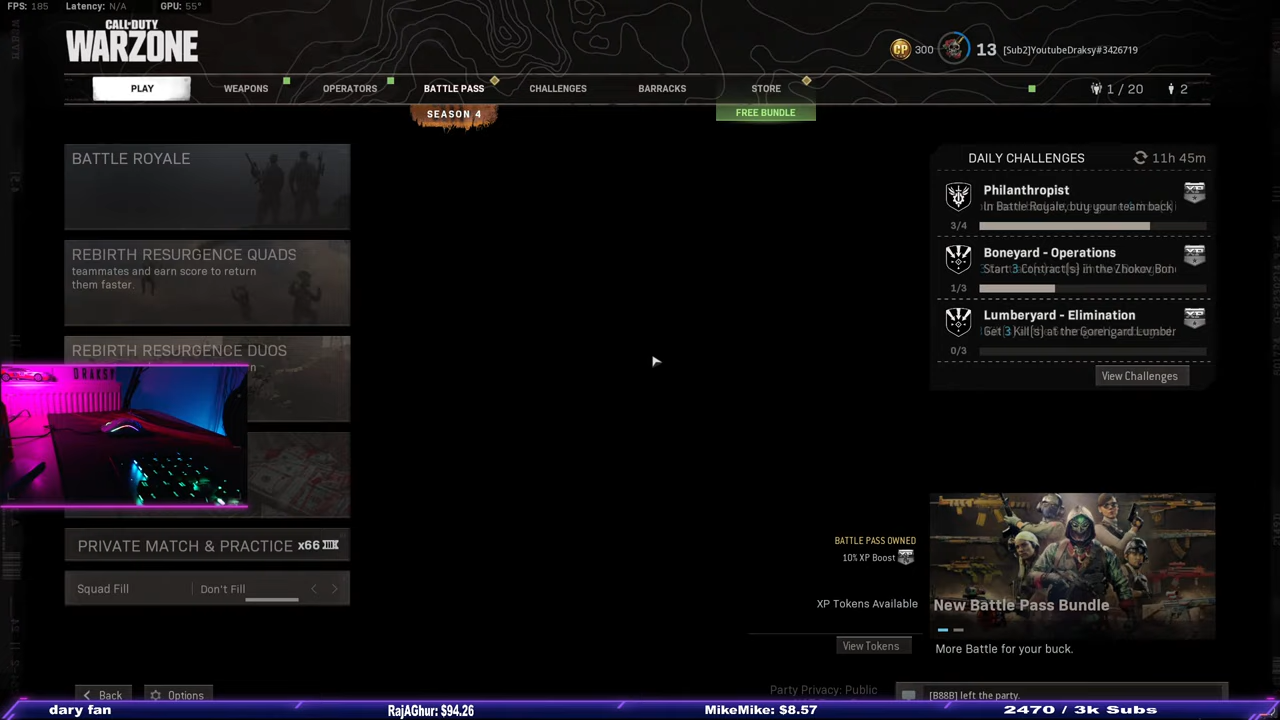 FPS: 185 Latency: N/A GPU: 55°
CALL OF DUTY
WARZONE
300 13 [Sub2]YoutubeDraksy#3426719
PLAY WEAPONS OPERATORS BATTLE PASS CHALLENGES BARRACKS STORE 1 / 20 2
SEASON 4 FREE BUNDLE
BATTLE ROYALE
REBIRTH RESURGENCE QUADS
teammates and earn score to return
them faster.
REBIRTH RESURGENCE DUOS
DRAKSY
PRIVATE MATCH & PRACTICE x66
Squad Fill Don't Fill
Back Options
DAILY CHALLENGES 11h 45m
Philanthropist
In Battle Royale, buy your team back
3/4
Boneyard - Operations
Start 3 Contract(s) in the Zhokov Bon
1/3
Lumberyard - Elimination
Get 3 Kill(s) at the Gorengard Lumber
0/3
View Challenges
BATTLE PASS OWNED
10% XP Boost
XP Tokens Available
View Tokens
New Battle Pass Bundle
More Battle for your buck.
Party Privacy: Public
[B88B] left the party.
dary fan RajAGhur: $94.26 MikeMike: $8.57 2470 / 3k Subs